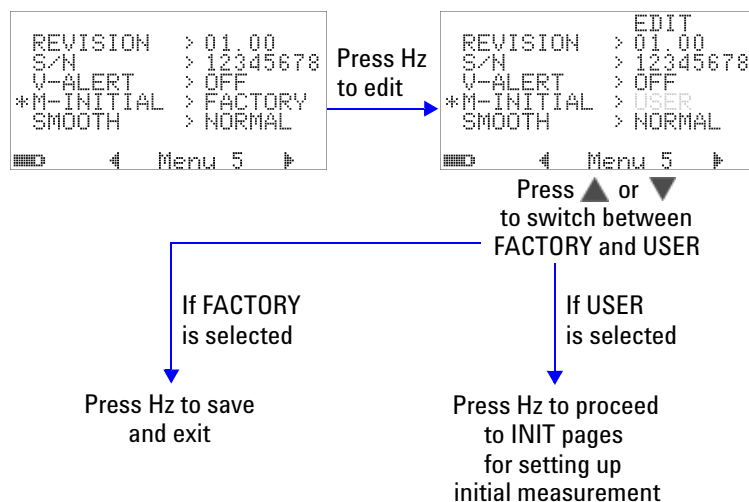 REVISION > 01.00
S/N > 12345678
V-ALERT > OFF
*M-INITIAL > FACTORY
SMOOTH > NORMAL
Menu 5
Press Hz
to edit
EDIT
REVISION > 01.00
S/N > 12345678
V-ALERT > OFF
*M-INITIAL > USER
SMOOTH > NORMAL
Menu 5
Press ▲ or ▼
to switch between
FACTORY and USER
If FACTORY
is selected
If USER
is selected
Press Hz to save
and exit
Press Hz to proceed
to INIT pages
for setting up
initial measurement